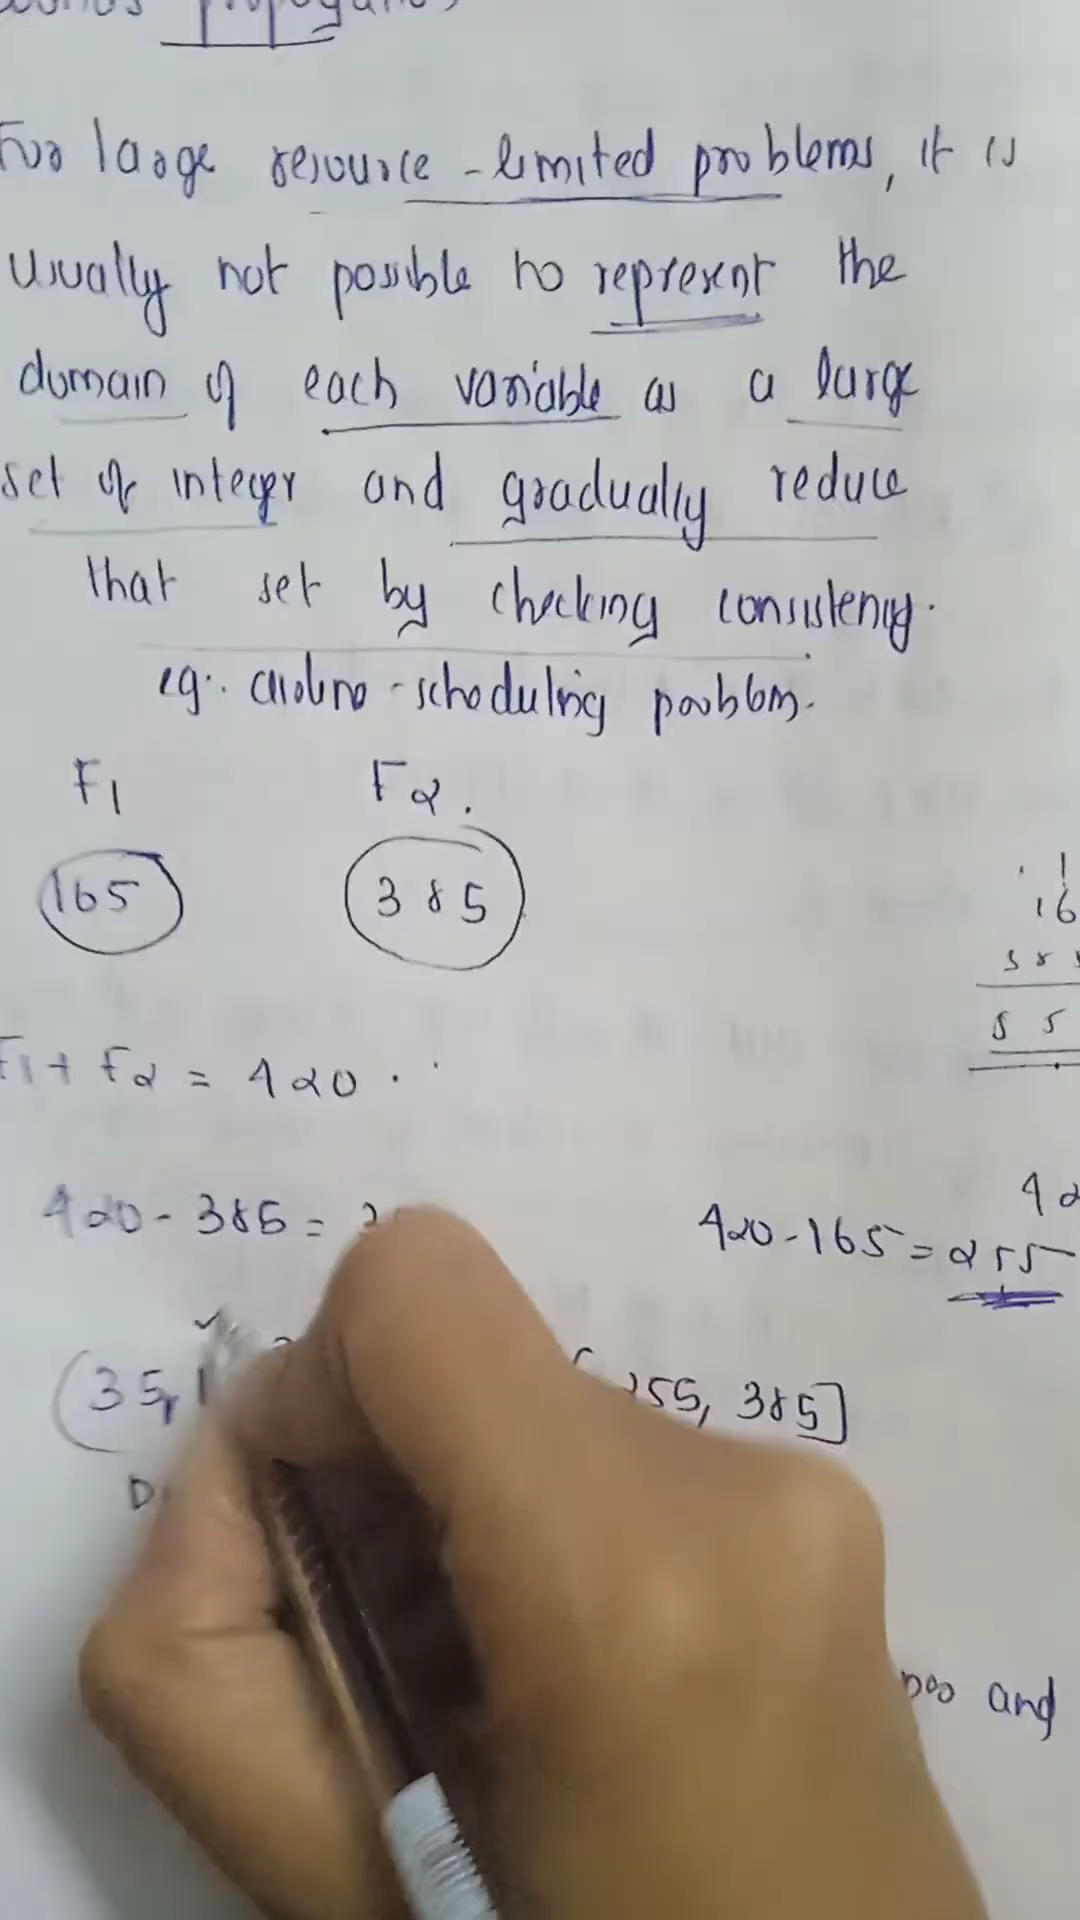 For large resource-limited problems, it is
usually not possible to represent the
domain of each variable as a large
set of integer and gradually reduce
that set by checking consistency.
eg:. -scheduling problem.
F1 F2.
165 385
F1 + F2 = 420.
420 - 385 =
420 - 165 = 255
(35, 255, 385]
and